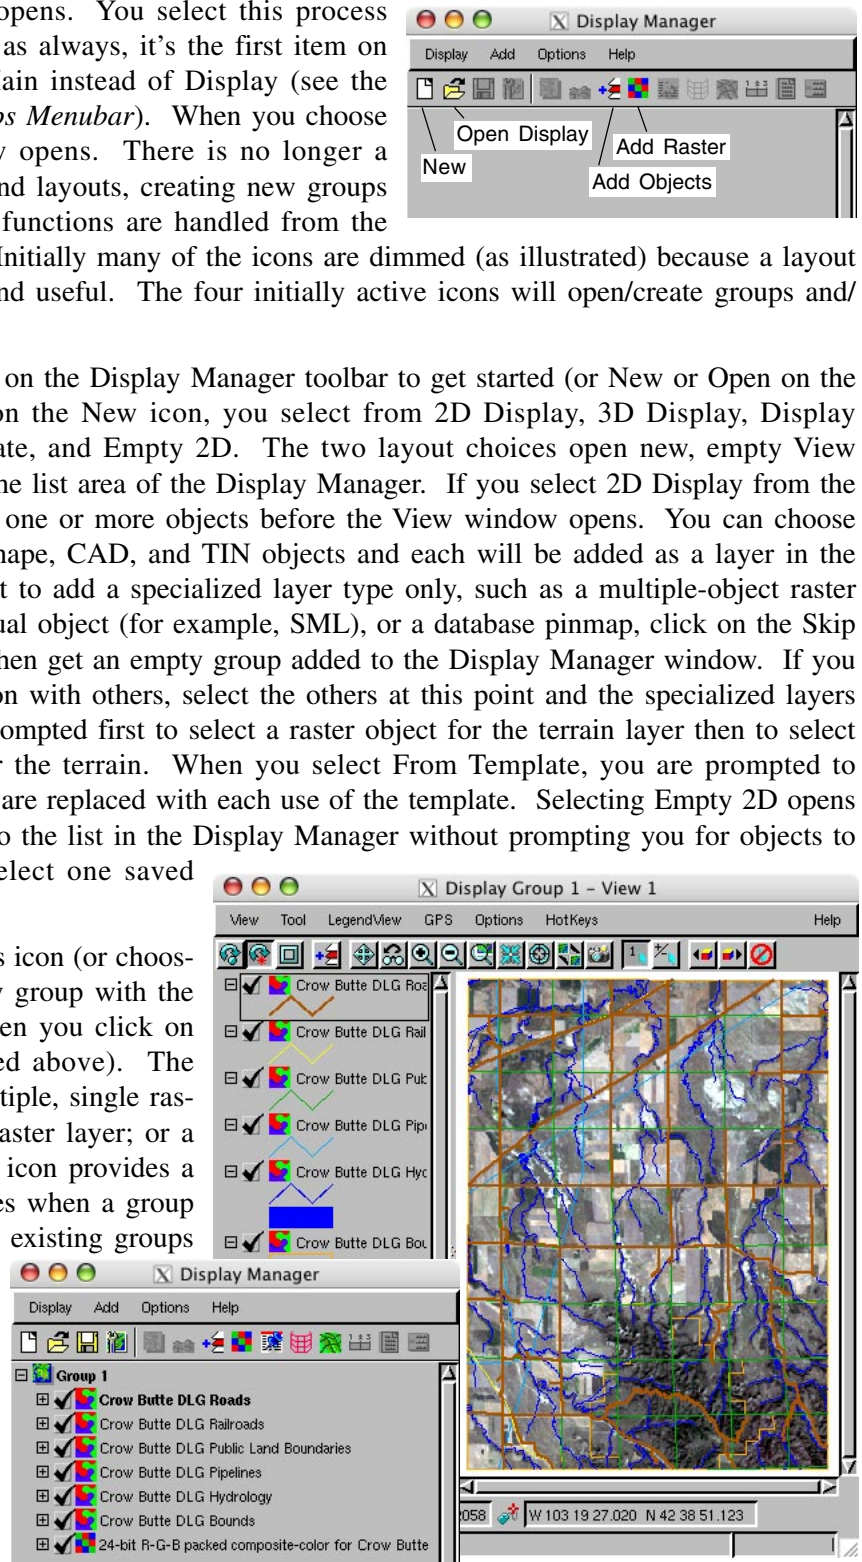 opens. You select this process
as always, it's the first item on
ain instead of Display (see the
os Menubar). When you choose
opens. There is no longer a
nd layouts, creating new groups
functions are handled from the
Display Manager
Display Add Options Help
Open Display
New
Add Raster
Add Objects
Initially many of the icons are dimmed (as illustrated) because a layout
nd useful. The four initially active icons will open/create groups and/
on the Display Manager toolbar to get started (or New or Open on the
on the New icon, you select from 2D Display, 3D Display, Display
ate, and Empty 2D. The two layout choices open new, empty View
he list area of the Display Manager. If you select 2D Display from the
one or more objects before the View window opens. You can choose
hape, CAD, and TIN objects and each will be added as a layer in the
t to add a specialized layer type only, such as a multiple-object raster
ual object (for example, SML), or a database pinmap, click on the Skip
hen get an empty group added to the Display Manager window. If you
on with others, select the others at this point and the specialized layers
ompted first to select a raster object for the terrain layer then to select
r the terrain. When you select From Template, you are prompted to
are replaced with each use of the template. Selecting Empty 2D opens
o the list in the Display Manager without prompting you for objects to
elect one saved
s icon (or choos-
y group with the
en you click on
ed above). The
tiple, single ras-
aster layer; or a
icon provides a
es when a group
existing groups
Display Group 1 - View 1
View Tool LegendView GPS Options HotKeys Help
Crow Butte DLG Roa
Crow Butte DLG Rail
Crow Butte DLG Pub
Crow Butte DLG Pip
Crow Butte DLG Hyd
Crow Butte DLG Bou
058 W 103 19 27.020 N 42 38 51.123
Display Manager
Display Add Options Help
Group 1
Crow Butte DLG Roads
Crow Butte DLG Railroads
Crow Butte DLG Public Land Boundaries
Crow Butte DLG Pipelines
Crow Butte DLG Hydrology
Crow Butte DLG Bounds
24-bit R-G-B packed composite-color for Crow Butte